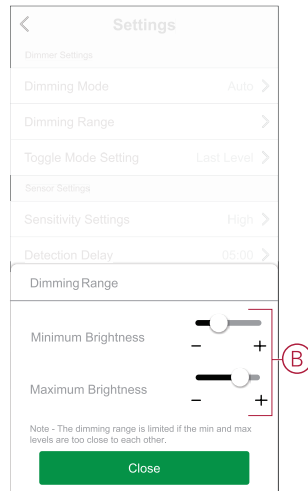 Settings
Dimmer Settings
Dimming Mode Auto
Dimming Range
Toggle Mode Setting Last Level
Sensor Settings
Sensitivity Settings High
Detection Delay 05:00
Dimming Range
Minimum Brightness
- +
B
Maximum Brightness
- +
Note - The dimming range is limited if the min and max
levels are too close to each other.
Close